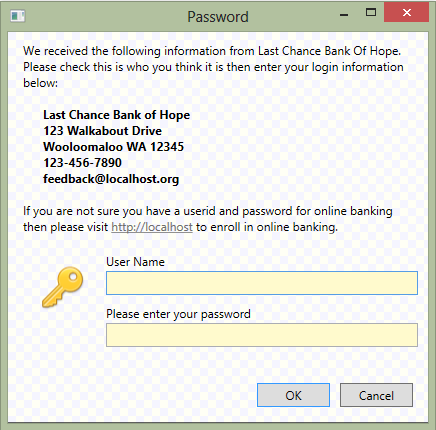 Password
We received the following information from Last Chance Bank Of Hope.
Please check this is who you think it is then enter your login information
below:
Last Chance Bank of Hope
123 Walkabout Drive
Wooloomaloo WA 12345
123-456-7890
feedback@localhost.org
If you are not sure you have a userid and password for online banking
then please visit http://localhost to enroll in online banking.
User Name
Please enter your password
OK
Cancel